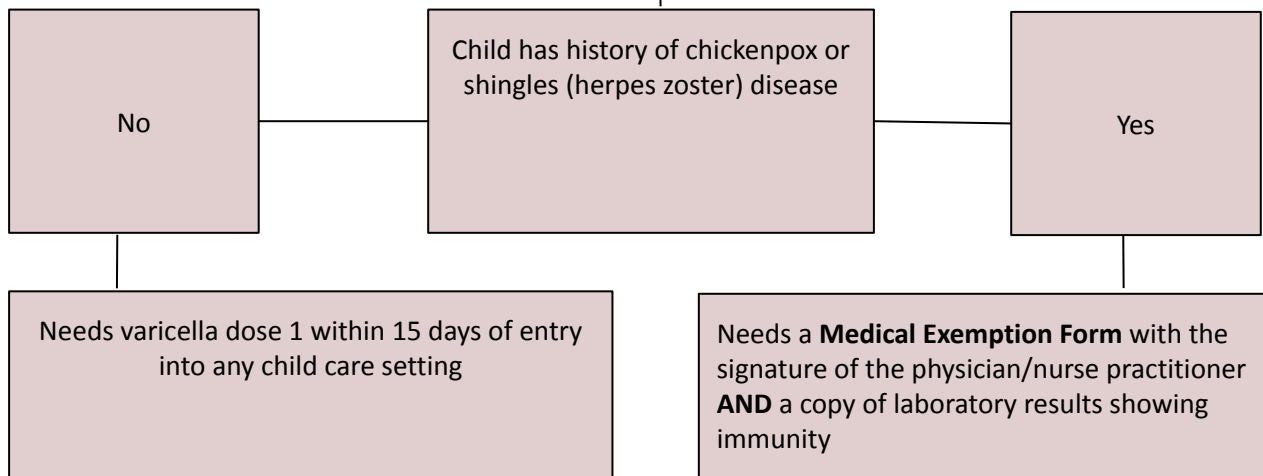 Child has history of chickenpox or
shingles (herpes zoster) disease
No
Yes
Needs varicella dose 1 within 15 days of entry
into any child care setting
Needs a Medical Exemption Form with the
signature of the physician/nurse practitioner
AND a copy of laboratory results showing
immunity